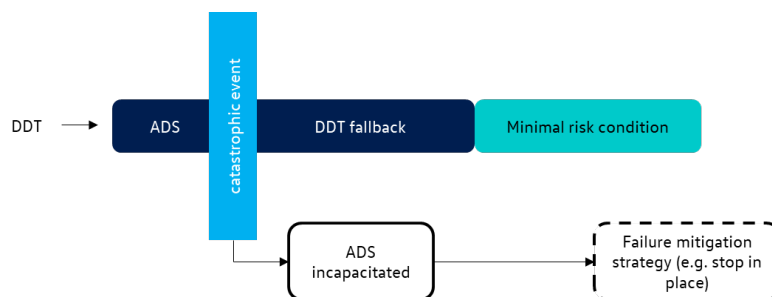 DDT
ADS
catastrophic event
DDT fallback
Minimal risk condition
ADS
incapacitated
Failure mitigation
strategy (e.g. stop in
place)